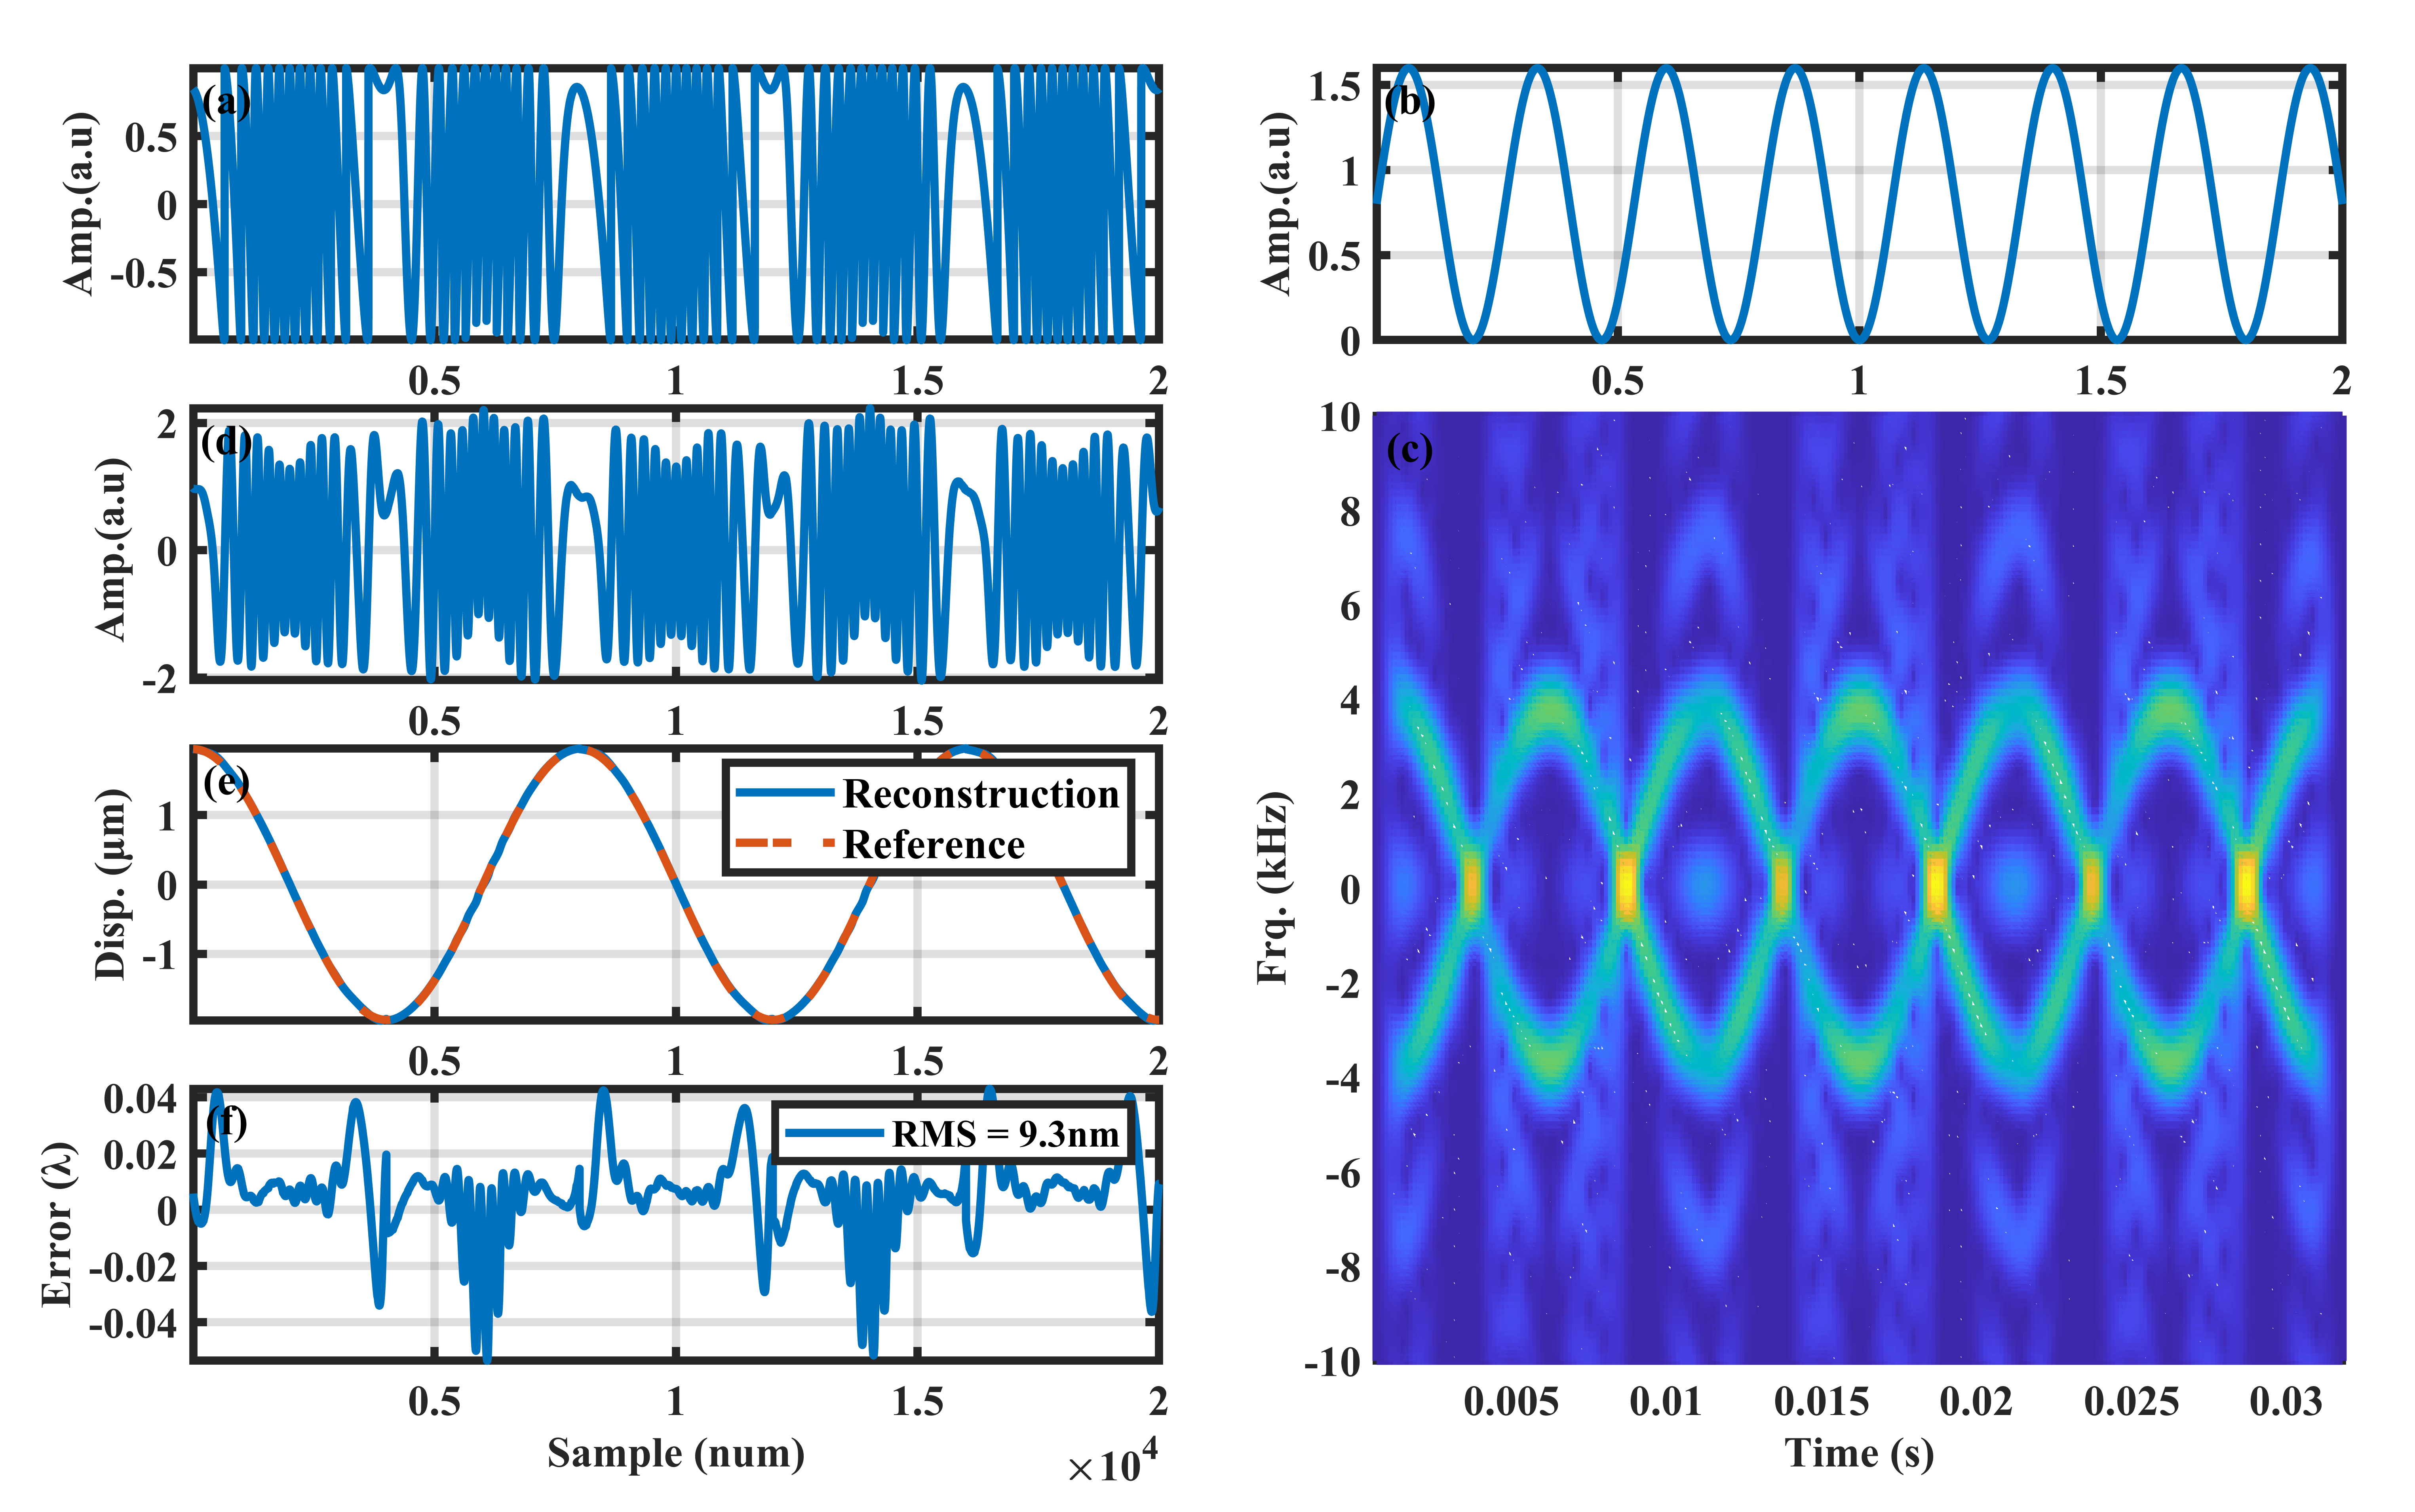 (a)
Amp.(a.u)
0.5
0
-0.5
0.5 1 1.5 2
(b)
Amp.(a.u)
1.5
1
0.5
0
0.5 1 1.5 2
(d)
Amp.(a.u)
2
0
-2
0.5 1 1.5 2
(e)
Disp. (μm)
1
0
-1
Reconstruction
Reference
0.5 1 1.5 2
(f)
Error (λ)
0.04
0.02
0
-0.02
-0.04
RMS = 9.3nm
0.5 1 1.5 2
Sample (num)
×10⁴
(c)
Frq. (kHz)
10
8
6
4
2
0
-2
-4
-6
-8
-10
0.005 0.01 0.015 0.02 0.025 0.03
Time (s)